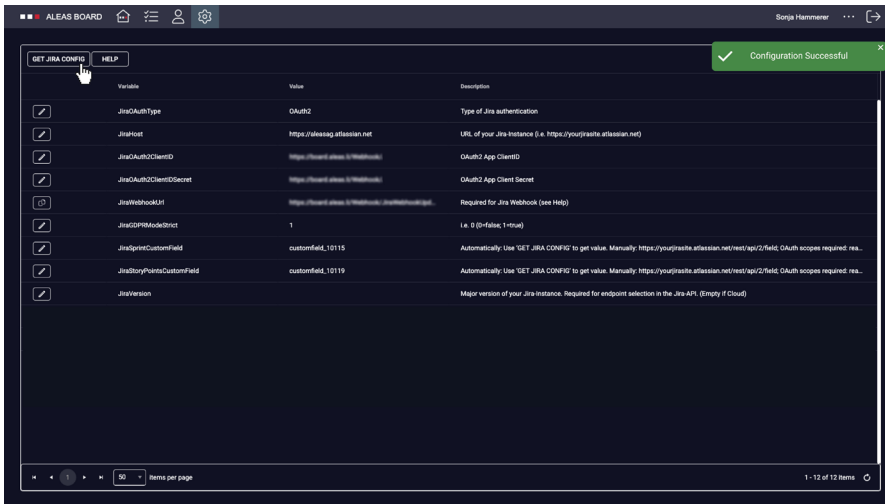 ALEAS BOARD
Sonja Hammerer ...
GET JIRA CONFIG HELP
Configuration Successful
Variable Value Description
JiraOAuthType OAuth2 Type of Jira authentication
JiraHost https://aleasag.atlassian.net URL of your Jira-Instance (i.e. https://yourjirasite.atlassian.net)
JiraOAuth2ClientID OAuth2 App ClientID
JiraOAuth2ClientIDSecret OAuth2 App Client Secret
JiraWebhookUrl Required for Jira Webhook (see Help)
JiraGDPRModeStrict 1 i.e. 0 (0=false; 1=true)
JiraSprintCustomField customfield_10115 Automatically: Use 'GET JIRA CONFIG' to get value. Manually: https://yourjirasite.atlassian.net/rest/api/2/field; OAuth scopes required: rea...
JiraStoryPointsCustomField customfield_10119 Automatically: Use 'GET JIRA CONFIG' to get value. Manually: https://yourjirasite.atlassian.net/rest/api/2/field; OAuth scopes required: rea...
JiraVersion Major version of your Jira-Instance. Required for endpoint selection in the Jira-API. (Empty if Cloud)
1 50 Items per page 1 - 12 of 12 items